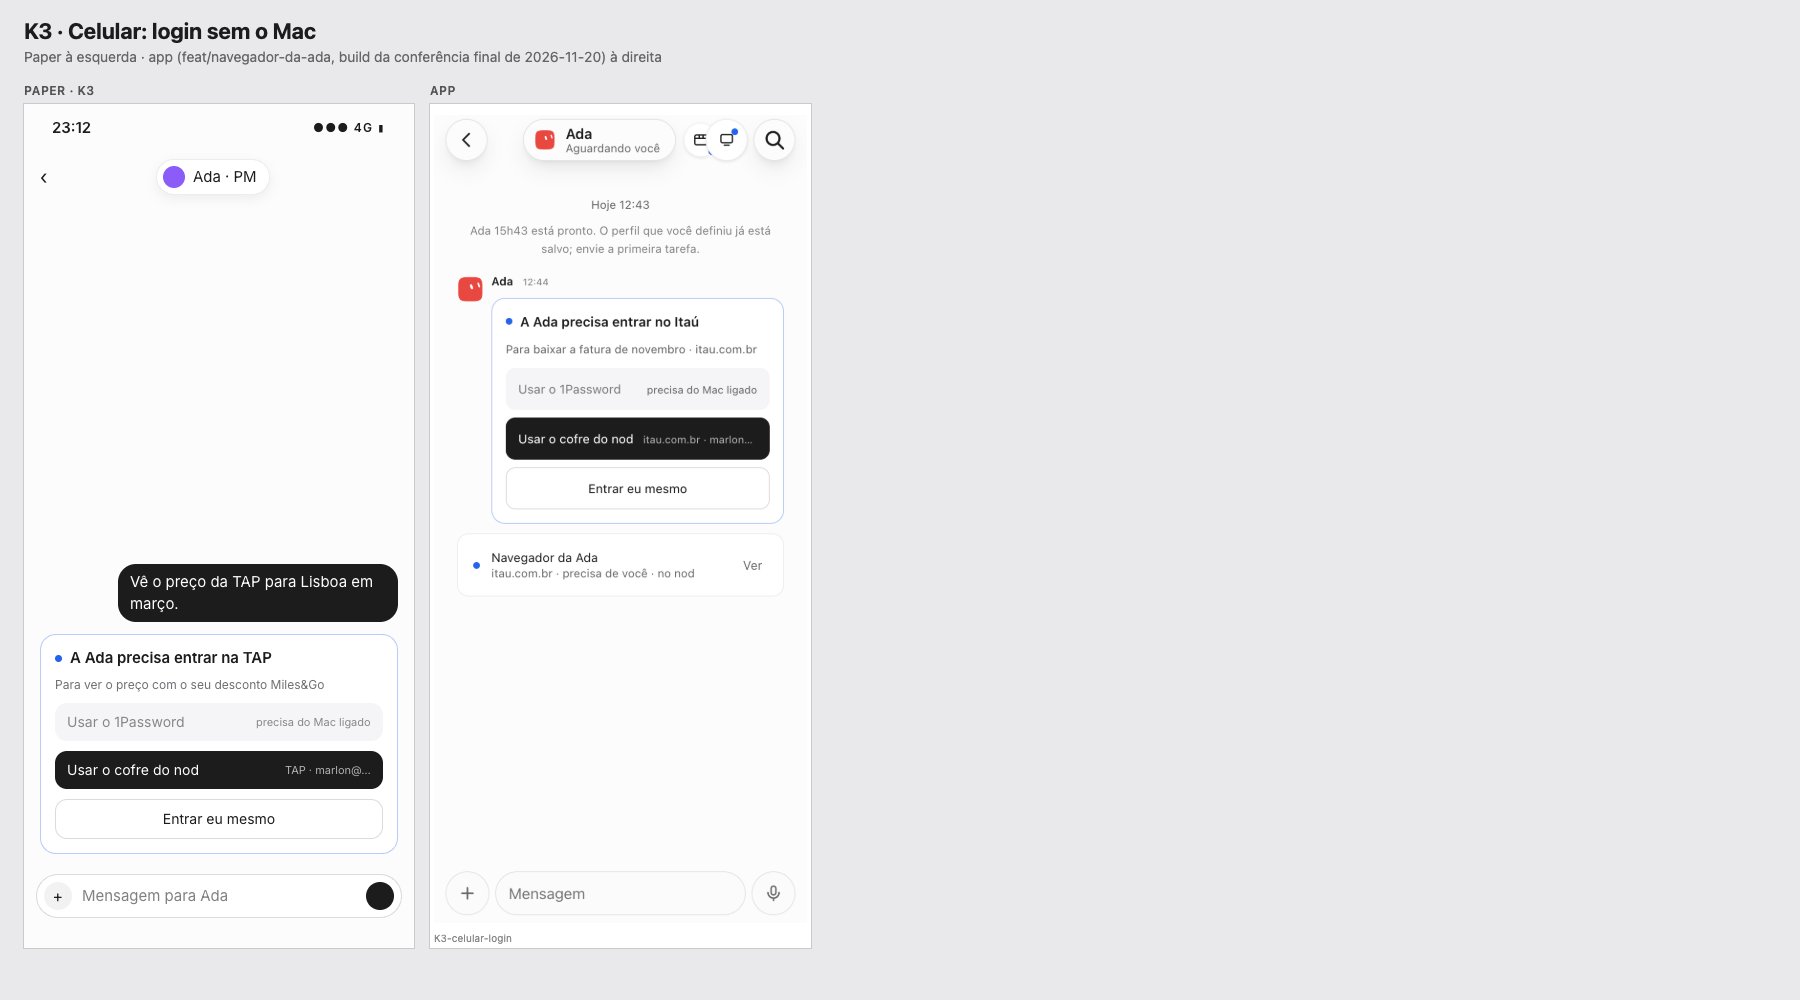 K3 · Celular: login sem o Mac
Paper à esquerda · app (feat/navegador-da-ada, build da conferência final de 2026-11-20) à direita
PAPER · K3
23:12
4G
Ada · PM
Vê o preço da TAP para Lisboa em
março.
A Ada precisa entrar na TAP
Para ver o preço com o seu desconto Miles&Go
Usar o 1Password
precisa do Mac ligado
Usar o cofre do nod
TAP · marlon@...
Entrar eu mesmo
+
Mensagem para Ada
APP
Ada
Aguardando você
Hoje 12:43
Ada 15h43 está pronto. O perfil que você definiu já está
salvo; envie a primeira tarefa.
Ada 12:44
A Ada precisa entrar no Itaú
Para baixar a fatura de novembro · itau.com.br
Usar o 1Password
precisa do Mac ligado
Usar o cofre do nod
itau.com.br · marlon...
Entrar eu mesmo
Navegador da Ada
itau.com.br · precisa de você · no nod
Ver
Mensagem
K3-celular-login